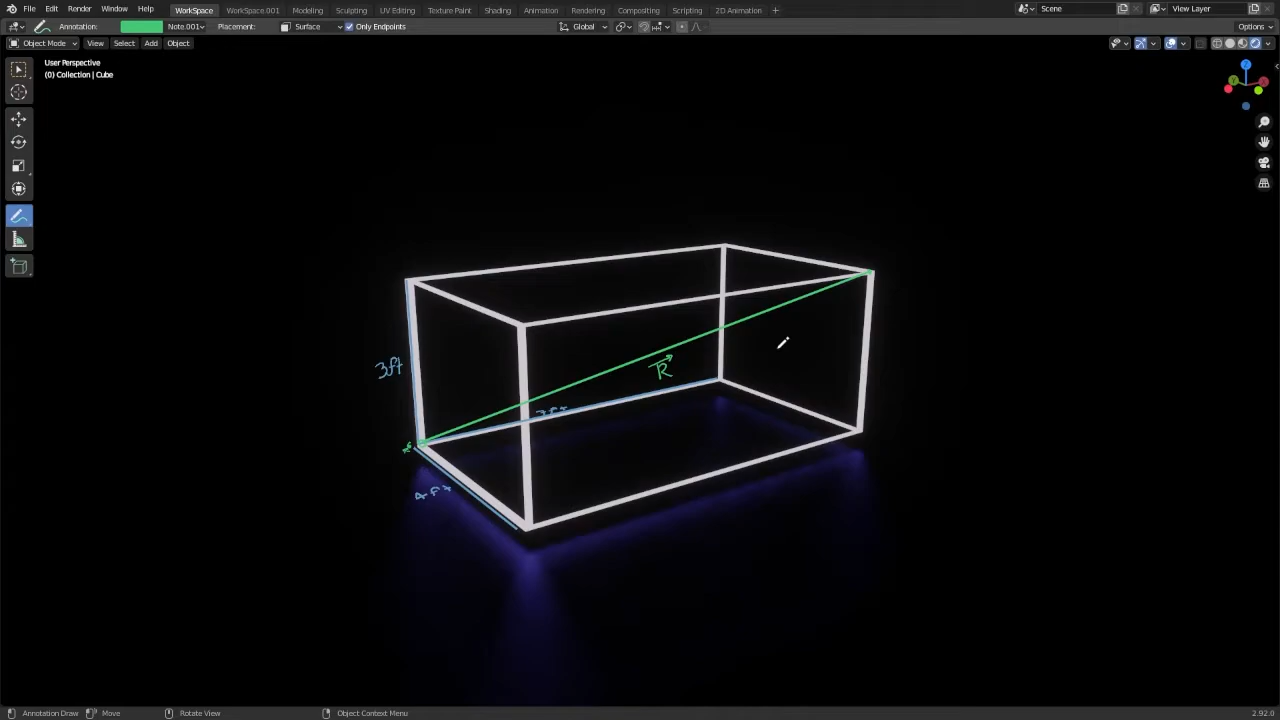 File Edit Render Window Help WorkSpace WorkSpace.001 Modeling Sculpting UV Editing Texture Paint Shading Animation Rendering Compositing Scripting 2D Animation + Scene View Layer
Annotation: Note.001 Placement: Surface Only Endpoints Global Options
Object Mode View Select Add Object
User Perspective
(0) Collection | Cube
Z
Y
X
3ft
R
7ft
4ft
Annotation Draw Move Rotate View Object Context Menu 2.92.0